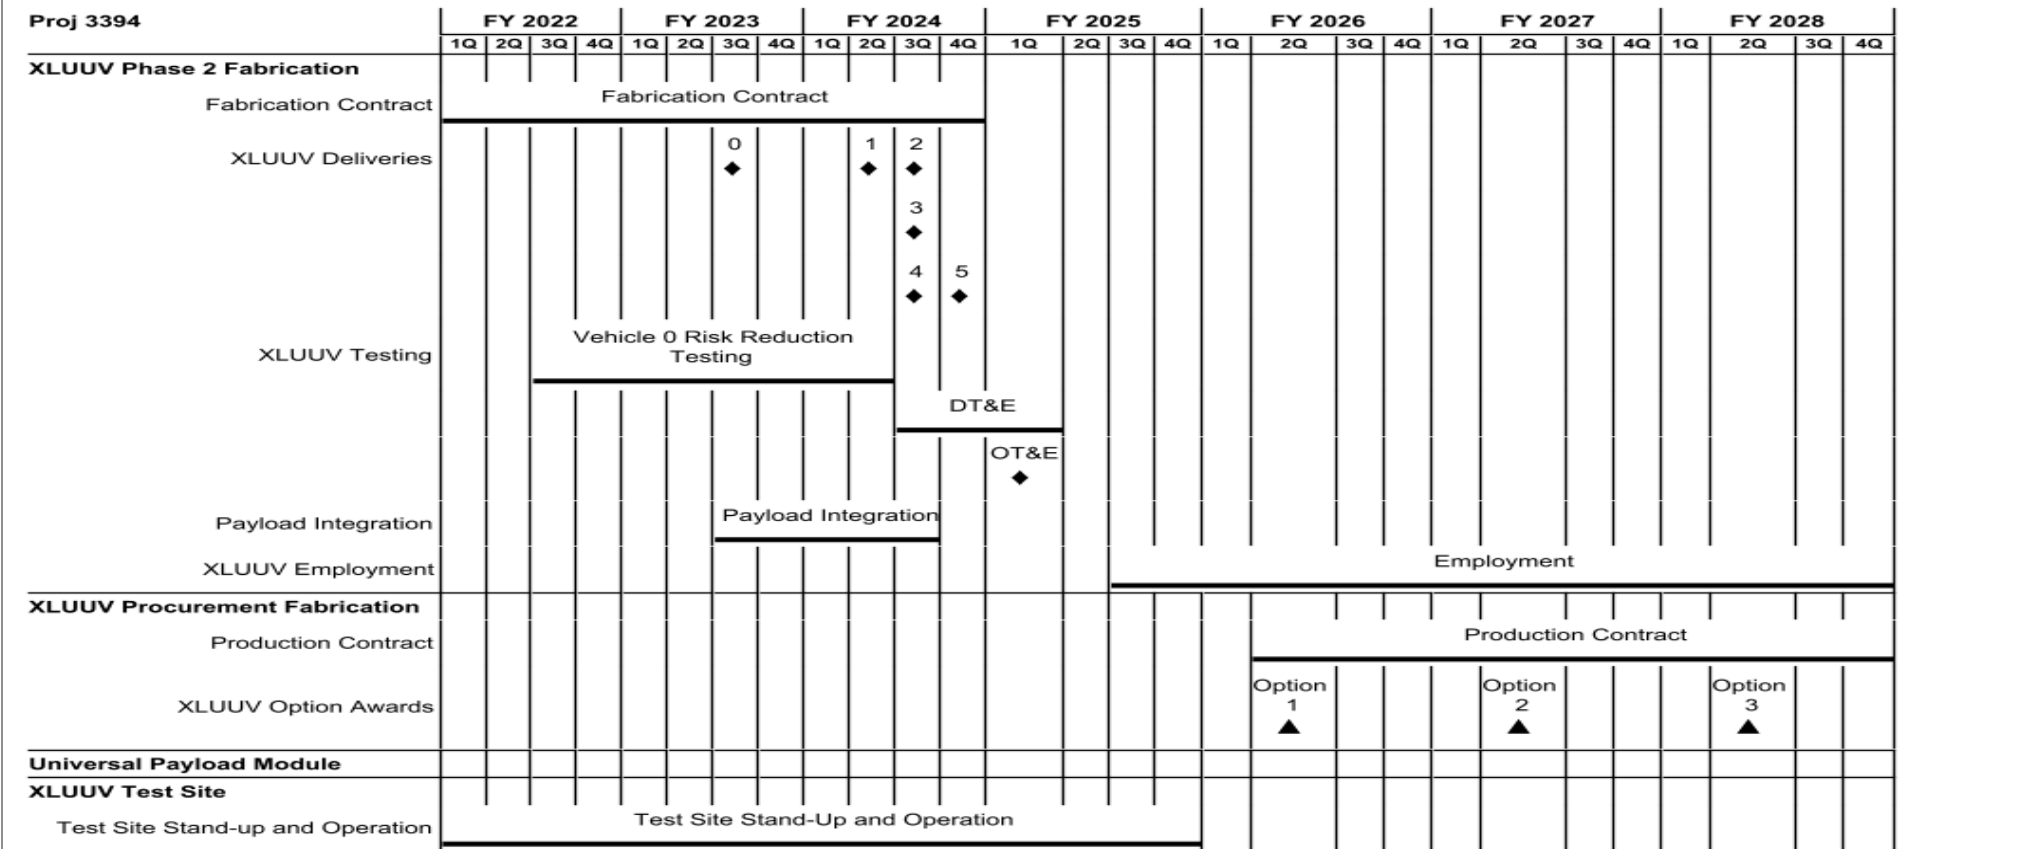 Proj 3394 FY 2022 FY 2023 FY 2024 FY 2025 FY 2026 FY 2027 FY 2028
1Q 2Q 3Q 4Q 1Q 2Q 3Q 4Q 1Q 2Q 3Q 4Q 1Q 2Q 3Q 4Q 1Q 2Q 3Q 4Q 1Q 2Q 3Q 4Q 1Q 2Q 3Q 4Q
XLUUV Phase 2 Fabrication
Fabrication Contract Fabrication Contract
XLUUV Deliveries 0 1 2
3
4 5
XLUUV Testing Vehicle 0 Risk Reduction
Testing
DT&E
OT&E
Payload Integration Payload Integration
XLUUV Employment Employment
XLUUV Procurement Fabrication
Production Contract Production Contract
XLUUV Option Awards Option Option Option
1 2 3
Universal Payload Module
XLUUV Test Site
Test Site Stand-up and Operation Test Site Stand-Up and Operation